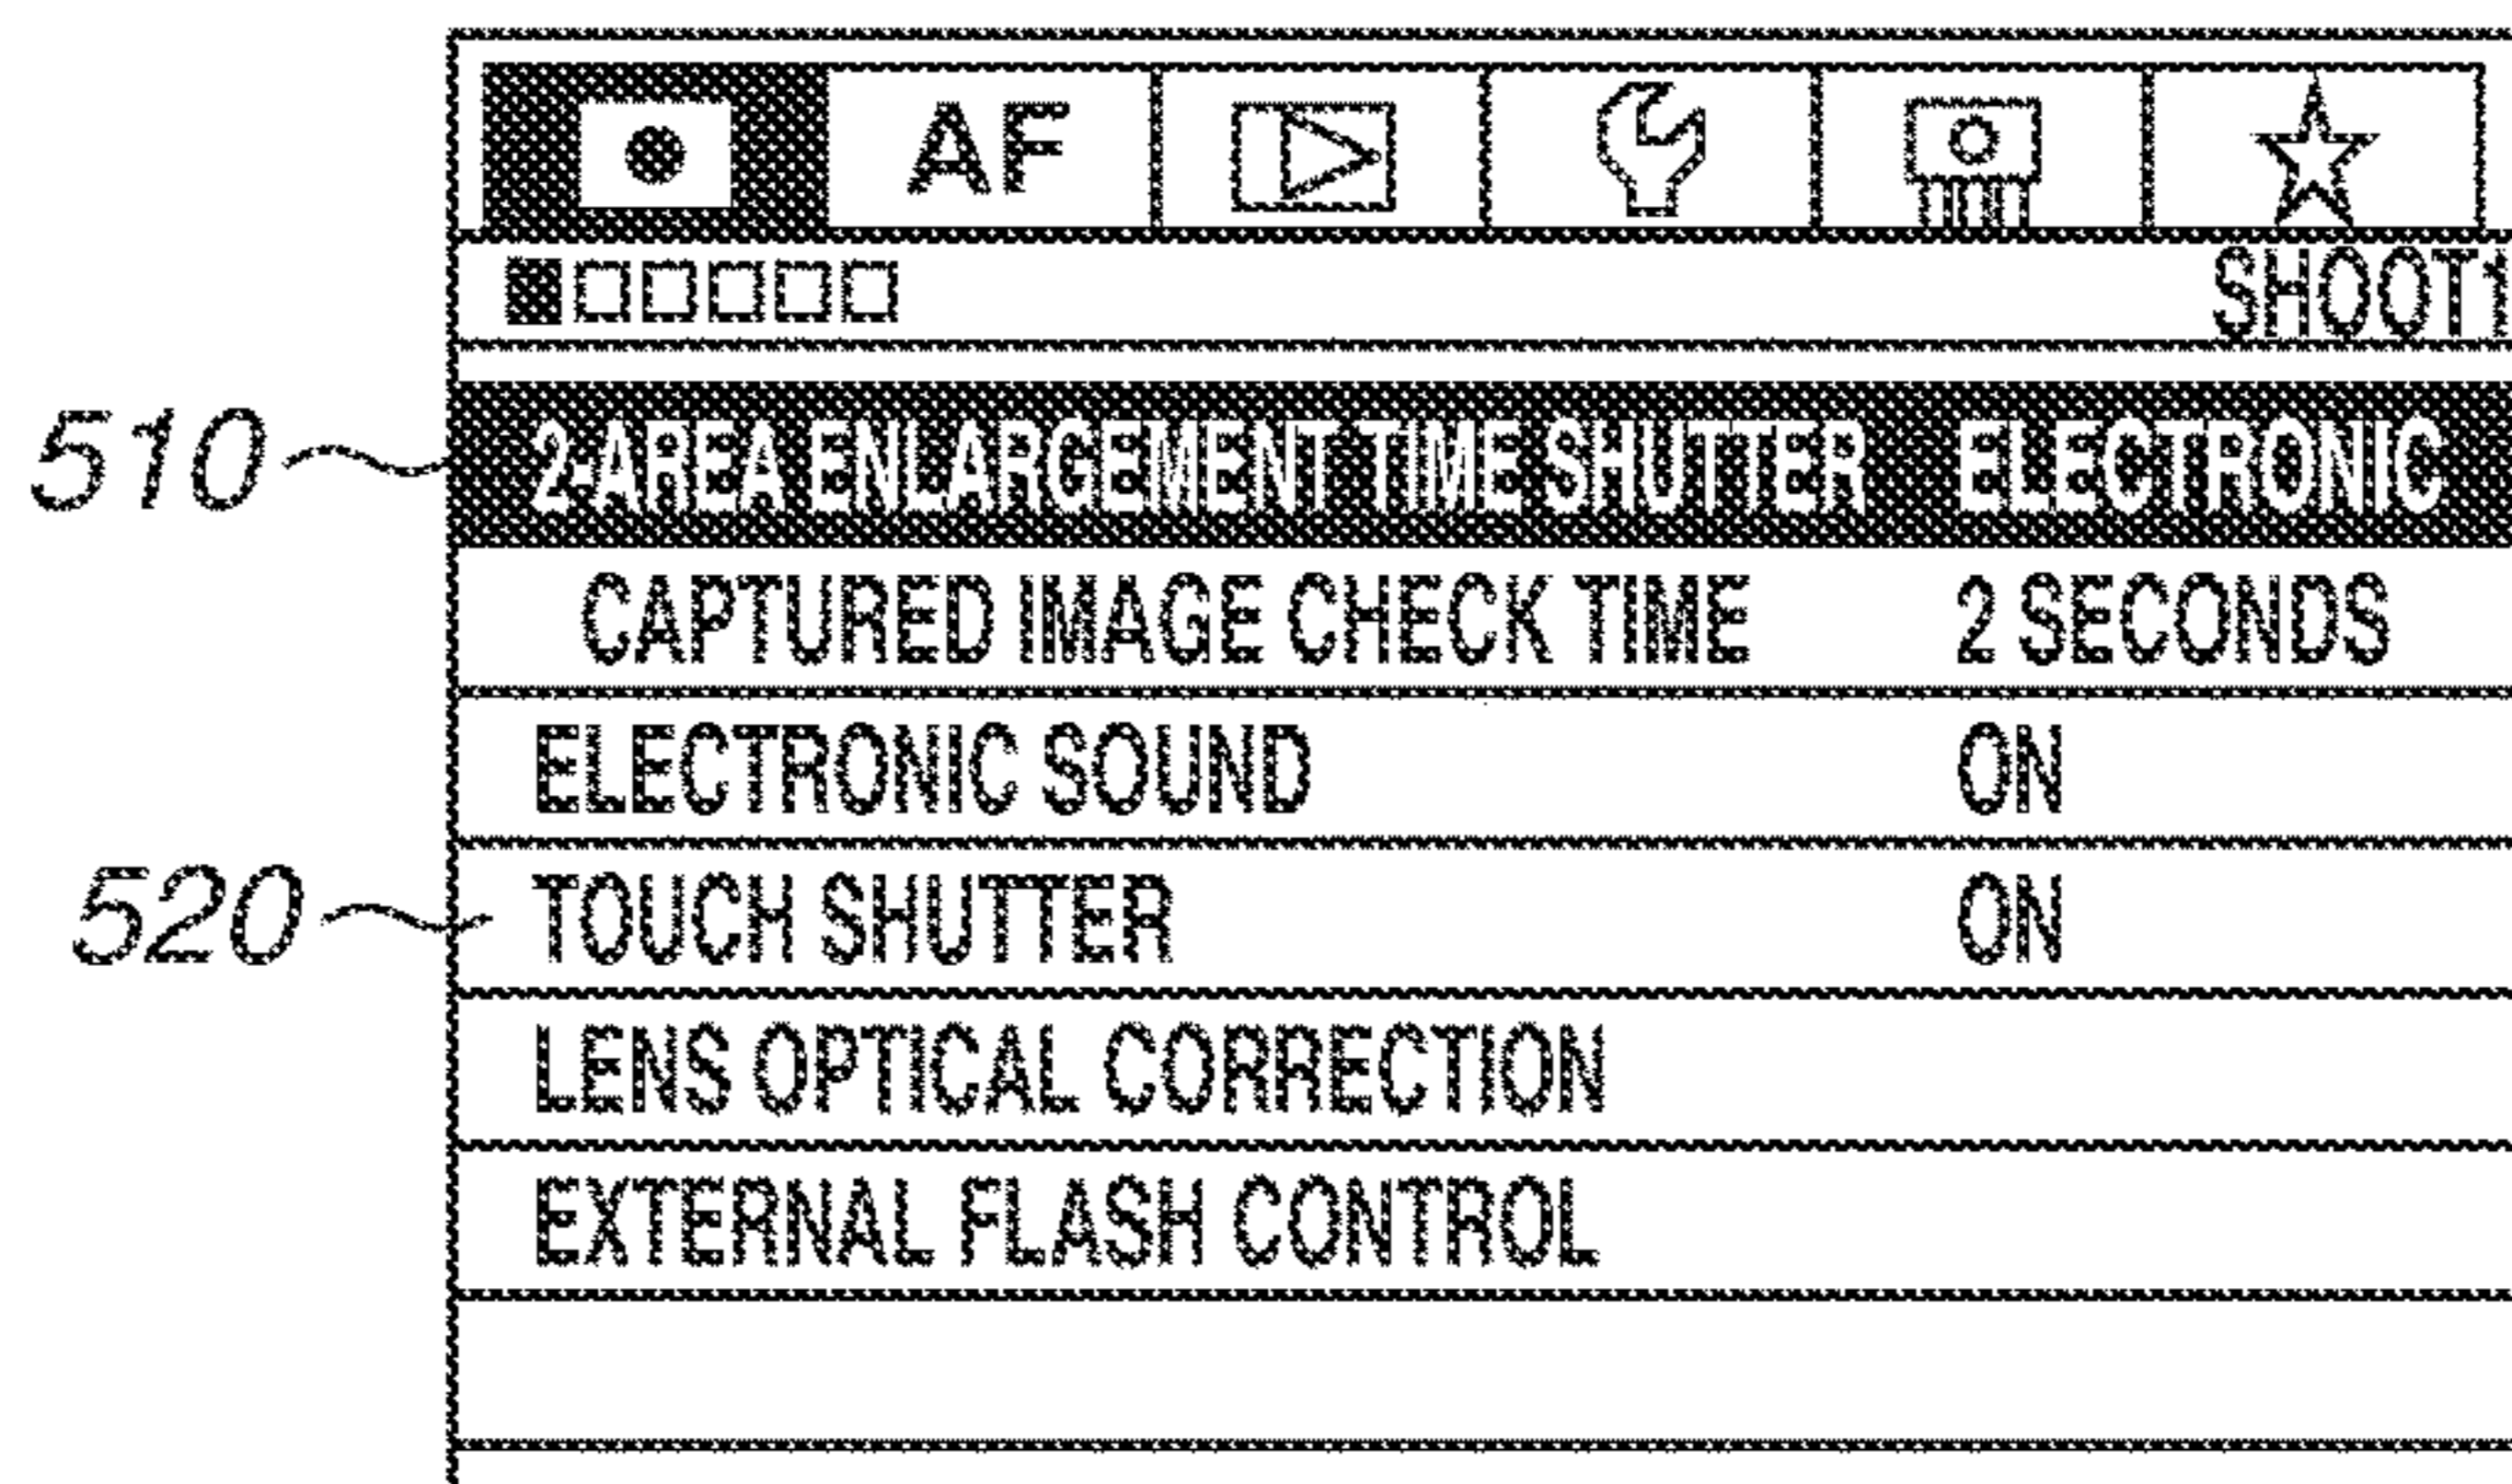 AF
SHOOT1
510
2-AREA ENLARGEMENT TIME SHUTTER ELECTRONIC
CAPTURED IMAGE CHECK TIME 2 SECONDS
ELECTRONIC SOUND ON
520 TOUCH SHUTTER ON
LENS OPTICAL CORRECTION
EXTERNAL FLASH CONTROL